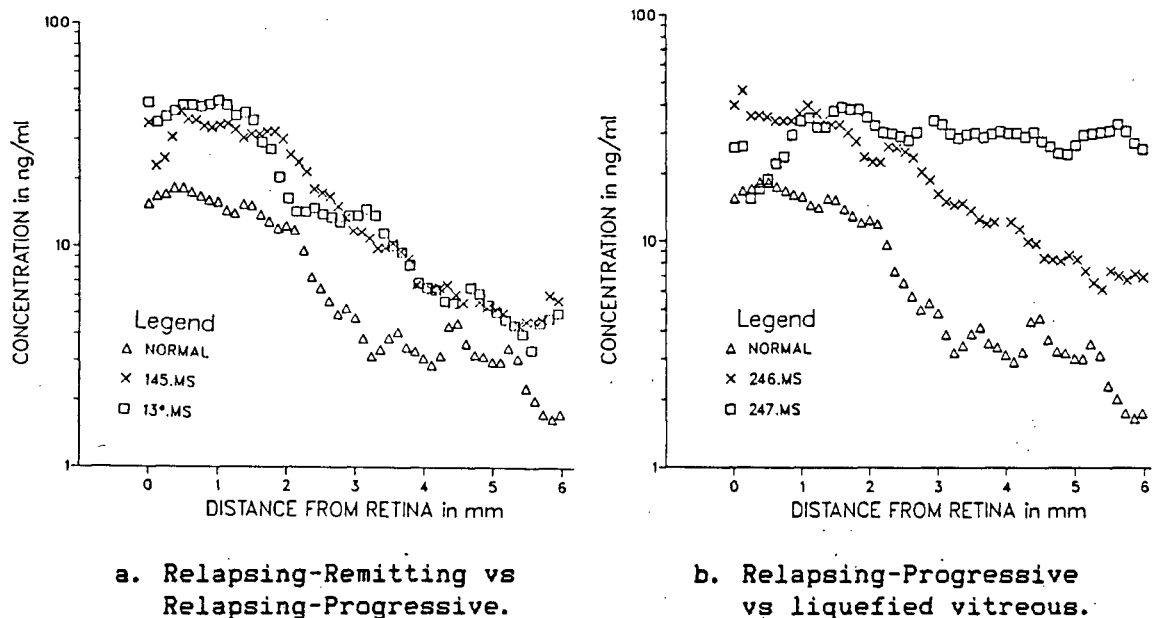 100
10
1
CONCENTRATION in ng/ml
Legend
△ NORMAL
× 145.MS
□ 13*.MS
0 1 2 3 4 5 6
DISTANCE FROM RETINA in mm
a. Relapsing-Remitting vs
Relapsing-Progressive.
100
10
1
CONCENTRATION in ng/ml
Legend
△ NORMAL
× 246.MS
□ 247.MS
0 1 2 3 4 5 6
DISTANCE FROM RETINA in mm
b. Relapsing-Progressive
vs liquefied vitreous.